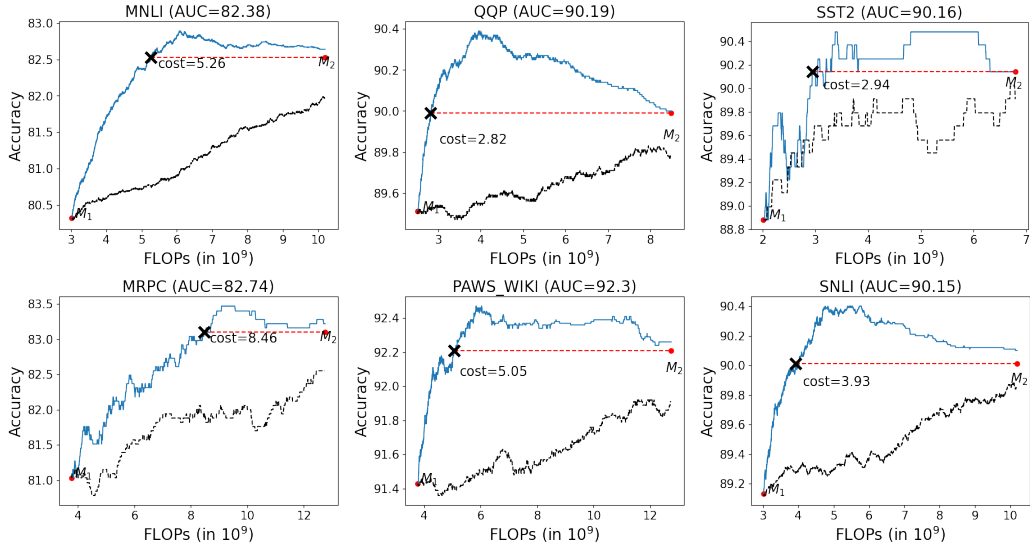 MNLI (AUC=82.38)
Accuracy
83.0
82.5
82.0
81.5
81.0
80.5
cost=5.26
M2
M1
3 4 5 6 7 8 9 10
FLOPs (in 10^9)
QQP (AUC=90.19)
Accuracy
90.4
90.2
90.0
89.8
89.6
cost=2.82
M2
M1
3 4 5 6 7 8
FLOPs (in 10^9)
SST2 (AUC=90.16)
Accuracy
90.4
90.2
90.0
89.8
89.6
89.4
89.2
89.0
88.8
cost=2.94
M2
M1
2 3 4 5 6 7
FLOPs (in 10^9)
MRPC (AUC=82.74)
Accuracy
83.5
83.0
82.5
82.0
81.5
81.0
cost=8.46
M2
M1
4 6 8 10 12
FLOPs (in 10^9)
PAWS_WIKI (AUC=92.3)
Accuracy
92.4
92.2
92.0
91.8
91.6
91.4
cost=5.05
M2
M1
4 6 8 10 12
FLOPs (in 10^9)
SNLI (AUC=90.15)
Accuracy
90.4
90.2
90.0
89.8
89.6
89.4
89.2
cost=3.93
M2
M1
3 4 5 6 7 8 9 10
FLOPs (in 10^9)